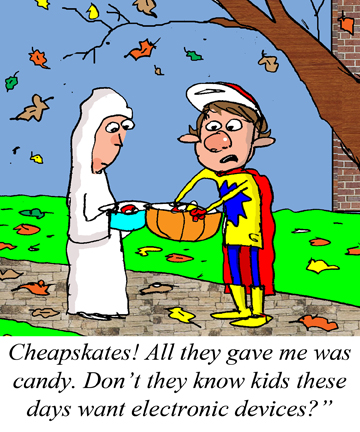 Cheapskates! All they gave me was
candy. Don’t they know kids these
days want electronic devices?”